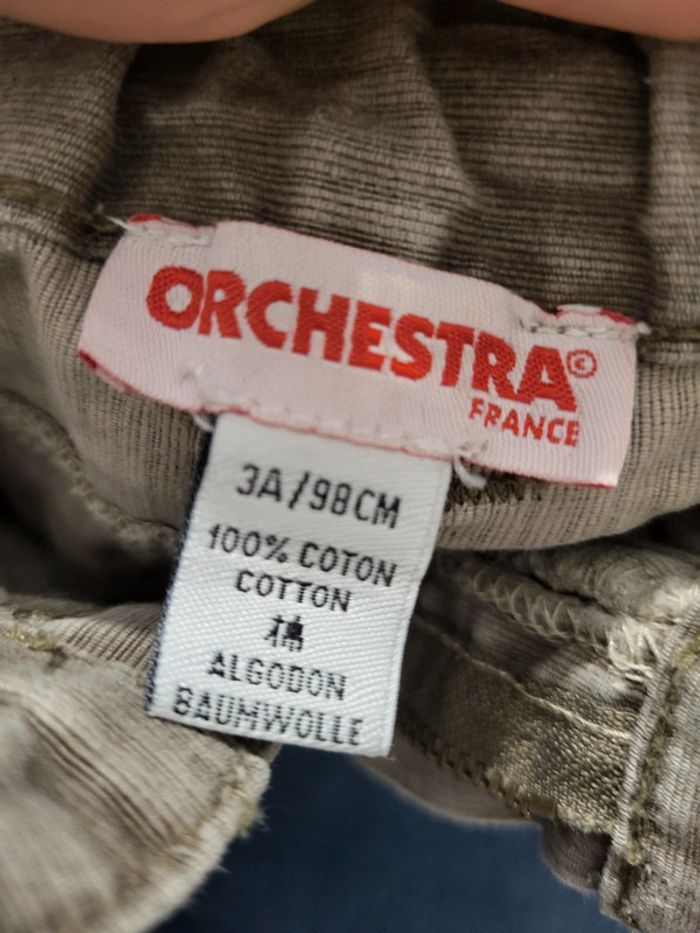 ORCHESTRA©
FRANCE
3A/98CM
100% COTON
COTTON
棉
ALGODON
BAUMWOLLE